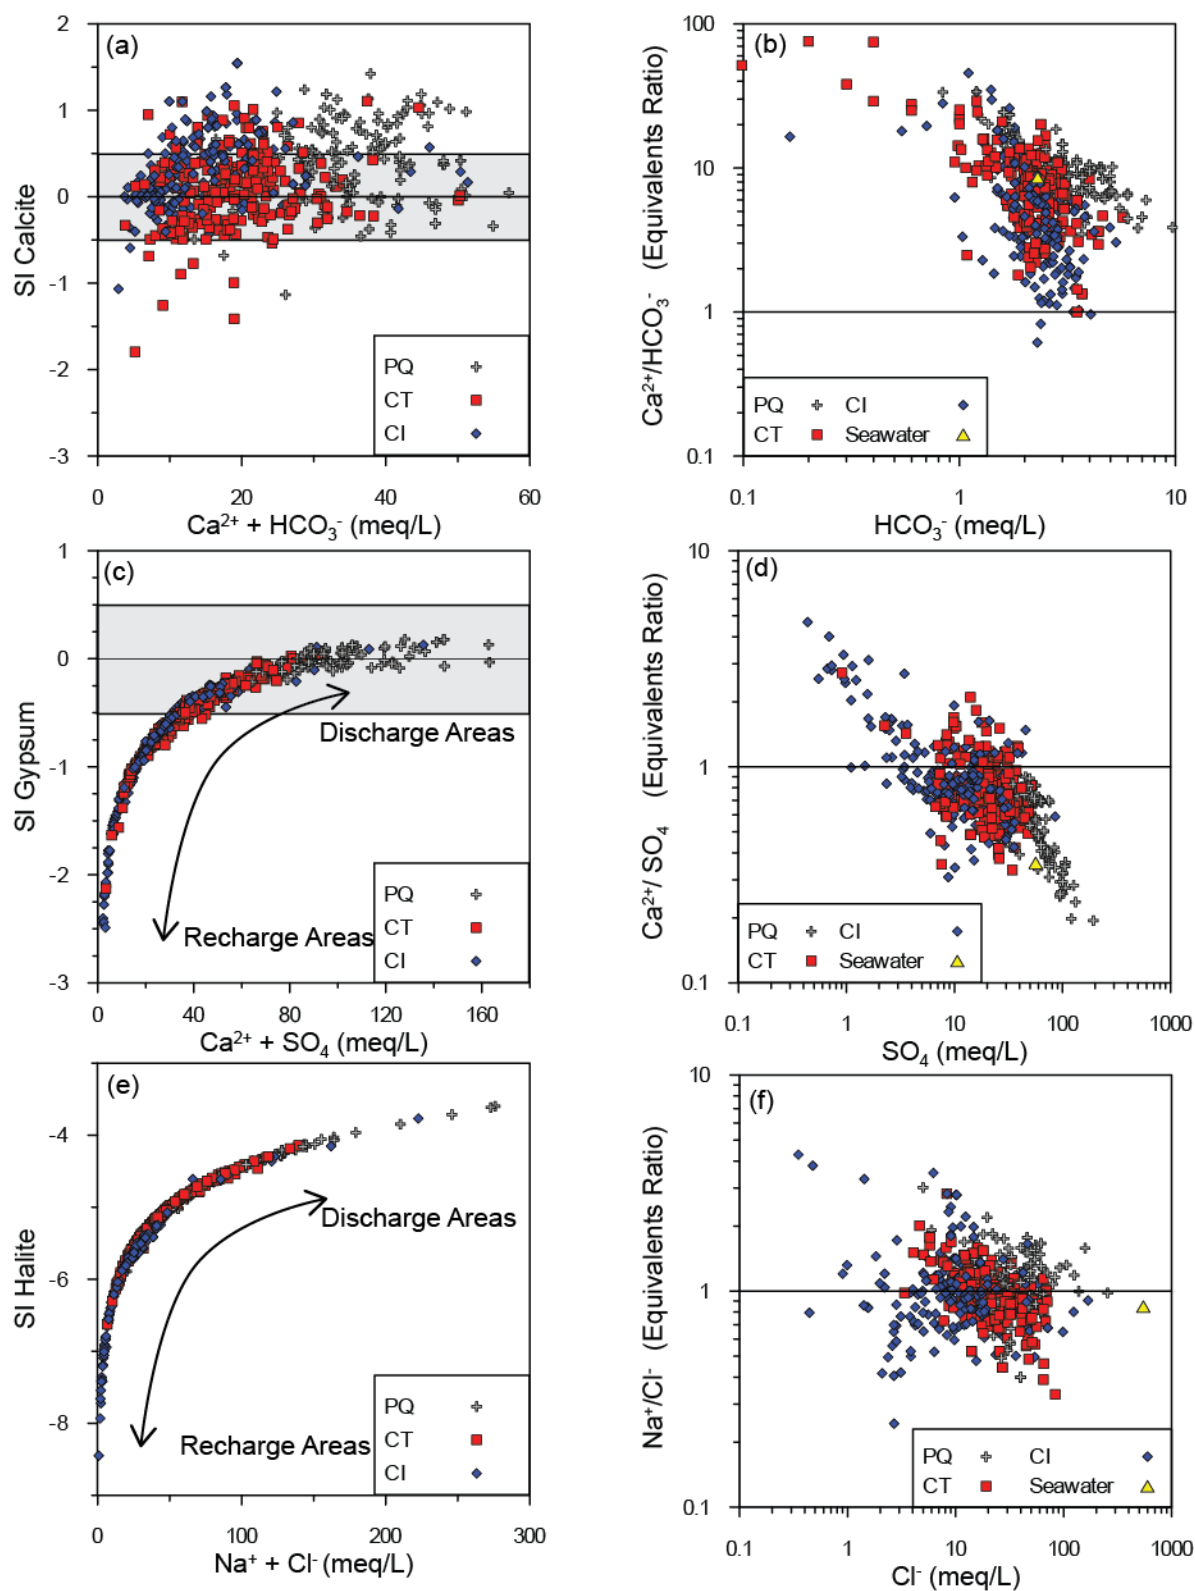 (a)
2
1
0
-1
-2
-3
SI Calcite
PQ
CT
CI
0 20 40 60
Ca²⁺ + HCO₃⁻ (meq/L)
(b)
100
10
1
0.1
Ca²⁺/HCO₃⁻ (Equivalents Ratio)
PQ CI
CT Seawater
0.1 1 10
HCO₃⁻ (meq/L)
(c)
1
0
-1
-2
-3
SI Gypsum
Discharge Areas
Recharge Areas
PQ
CT
CI
0 40 80 120 160
Ca²⁺ + SO₄ (meq/L)
(d)
10
1
0.1
Ca²⁺/ SO₄ (Equivalents Ratio)
PQ CI
CT Seawater
0.1 1 10 100 1000
SO₄ (meq/L)
(e)
-4
-6
-8
SI Halite
Discharge Areas
Recharge Areas
PQ
CT
CI
0 100 200 300
Na⁺ + Cl⁻ (meq/L)
(f)
10
1
0.1
Na⁺/Cl⁻ (Equivalents Ratio)
PQ CI
CT Seawater
0.1 1 10 100 1000
Cl⁻ (meq/L)